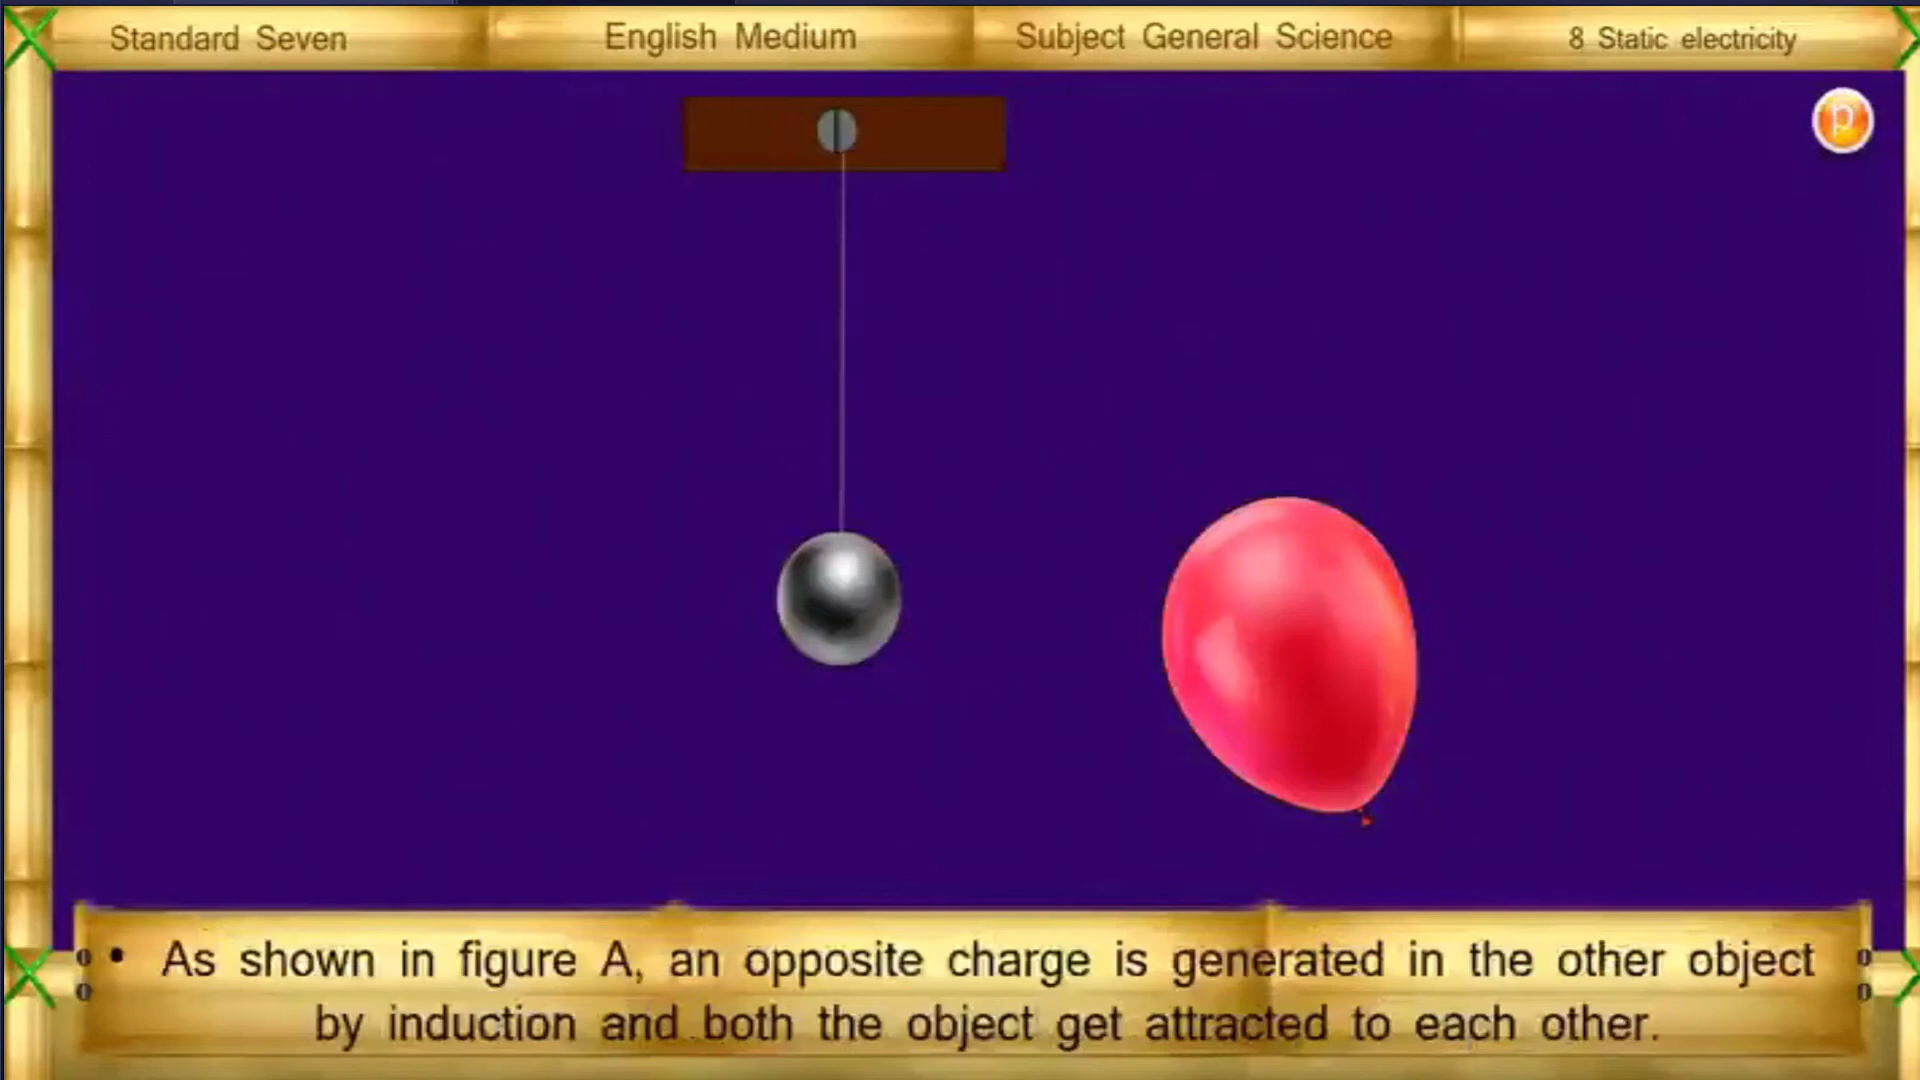 Standard Seven
English Medium
Subject General Science
8 Static electricity
p
• As shown in figure A, an opposite charge is generated in the other object
by induction and both the object get attracted to each other.